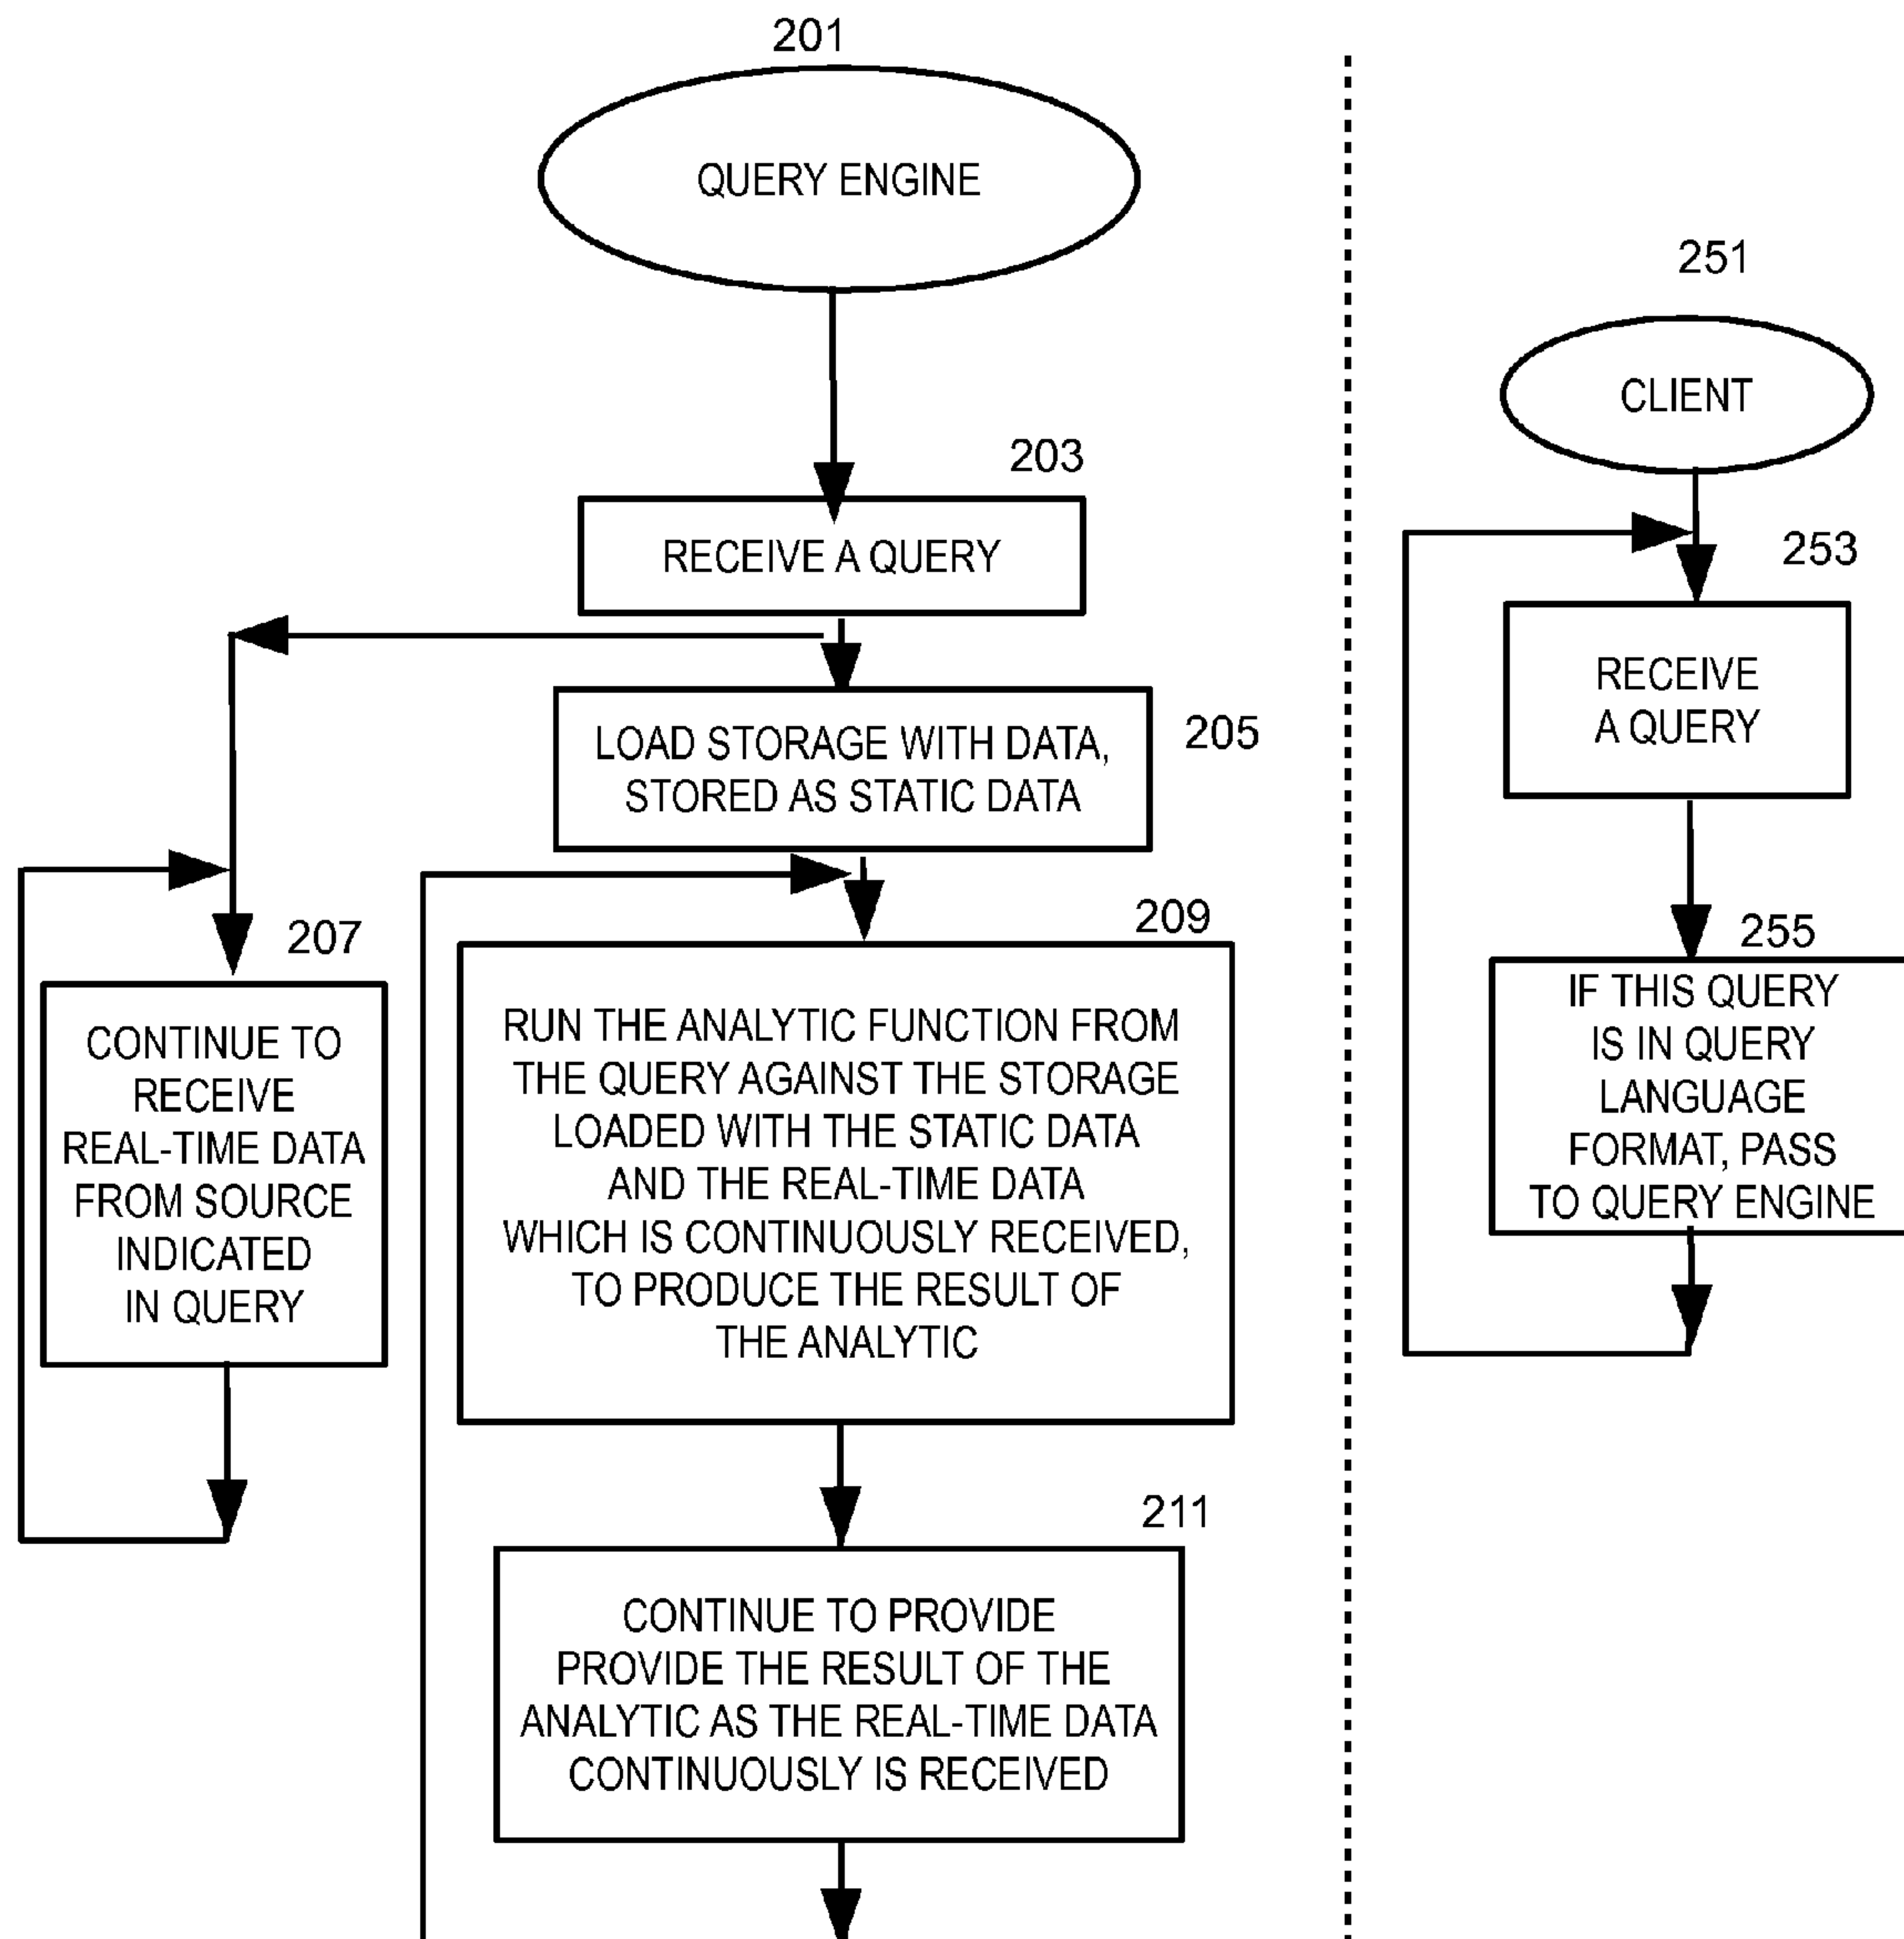 201
QUERY ENGINE
203
RECEIVE A QUERY
205
LOAD STORAGE WITH DATA,
STORED AS STATIC DATA
207
CONTINUE TO
RECEIVE
REAL-TIME DATA
FROM SOURCE
INDICATED
IN QUERY
209
RUN THE ANALYTIC FUNCTION FROM
THE QUERY AGAINST THE STORAGE
LOADED WITH THE STATIC DATA
AND THE REAL-TIME DATA
WHICH IS CONTINUOUSLY RECEIVED,
TO PRODUCE THE RESULT OF
THE ANALYTIC
211
CONTINUE TO PROVIDE
PROVIDE THE RESULT OF THE
ANALYTIC AS THE REAL-TIME DATA
CONTINUOUSLY IS RECEIVED
251
CLIENT
253
RECEIVE
A QUERY
255
IF THIS QUERY
IS IN QUERY
LANGUAGE
FORMAT, PASS
TO QUERY ENGINE